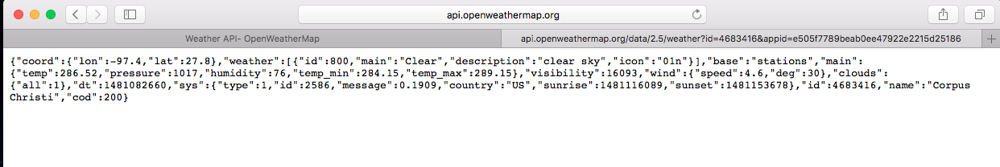 api.openweathermap.org
Weather API- OpenWeatherMap
api.openweathermap.org/data/2.5/weather?id=4683416&appid=e505f7789beab0ee47922e2215d25186
{"coord":{"lon":-97.4,"lat":27.8},"weather":[{"id":800,"main":"Clear","description":"clear sky","icon":"01n"}],"base":"stations","main":
{"temp":286.52,"pressure":1017,"humidity":76,"temp_min":284.15,"temp_max":289.15},"visibility":16093,"wind":{"speed":4.6,"deg":30},"clouds":
{"all":1},"dt":1481082660,"sys":{"type":1,"id":2586,"message":0.1909,"country":"US","sunrise":1481116089,"sunset":1481153678},"id":4683416,"name":"Corpus
Christi","cod":200}